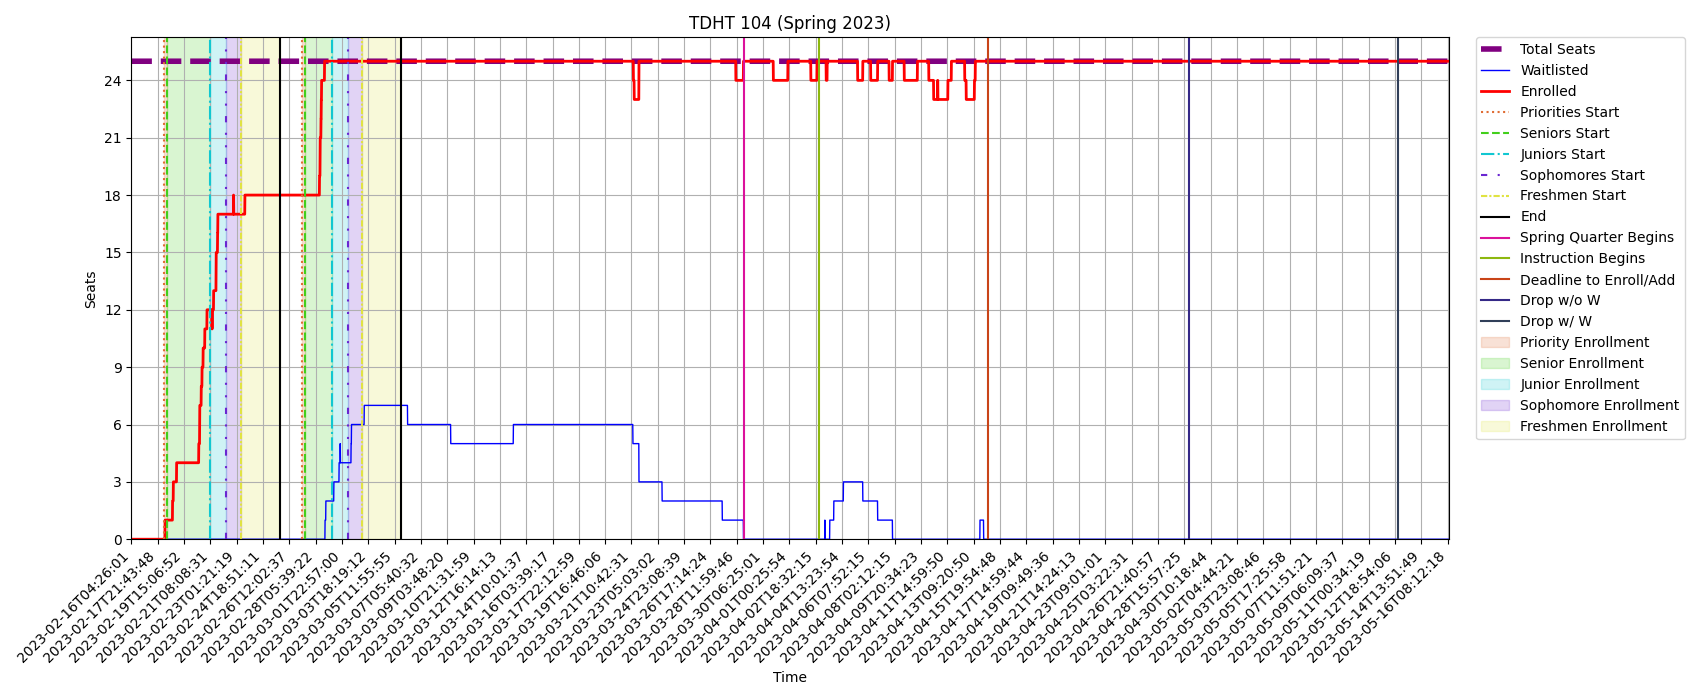 TDHT 104 (Spring 2023)
Seats
24
21
18
15
12
9
6
3
0
2023-02-16T04:26:01
2023-02-17T21:43:48
2023-02-19T15:06:52
2023-02-21T08:08:31
2023-02-23T01:21:19
2023-02-24T18:51:11
2023-02-26T12:02:37
2023-02-28T05:39:22
2023-03-01T22:57:00
2023-03-03T18:19:12
2023-03-05T11:55:55
2023-03-07T05:40:32
2023-03-09T03:48:20
2023-03-12T16:14:13
2023-03-14T10:01:37
2023-03-16T03:39:17
2023-03-17T22:12:59
2023-03-19T16:46:06
2023-03-21T10:42:31
2023-03-23T05:03:02
2023-03-24T23:08:39
2023-03-26T17:14:24
2023-03-28T11:59:46
2023-03-30T06:25:01
2023-04-01T00:25:54
2023-04-02T18:32:15
2023-04-04T13:23:54
2023-04-06T07:52:15
2023-04-08T02:12:15
2023-04-09T20:34:23
2023-04-11T14:59:50
2023-04-13T09:20:50
2023-04-15T19:54:48
2023-04-17T14:59:44
2023-04-19T09:49:36
2023-04-21T14:24:13
2023-04-23T09:01:01
2023-04-25T03:22:31
2023-04-26T21:40:57
2023-04-28T15:57:25
2023-04-30T10:18:44
2023-05-02T04:44:21
2023-05-03T23:08:46
2023-05-05T17:25:58
2023-05-07T11:51:21
2023-05-09T06:09:37
2023-05-11T00:34:19
2023-05-12T18:54:06
2023-05-14T13:51:49
2023-05-16T08:12:18
Time
Total Seats
Waitlisted
Enrolled
Priorities Start
Seniors Start
Juniors Start
Sophomores Start
Freshmen Start
End
Spring Quarter Begins
Instruction Begins
Deadline to Enroll/Add
Drop w/o W
Drop w/ W
Priority Enrollment
Senior Enrollment
Junior Enrollment
Sophomore Enrollment
Freshmen Enrollment